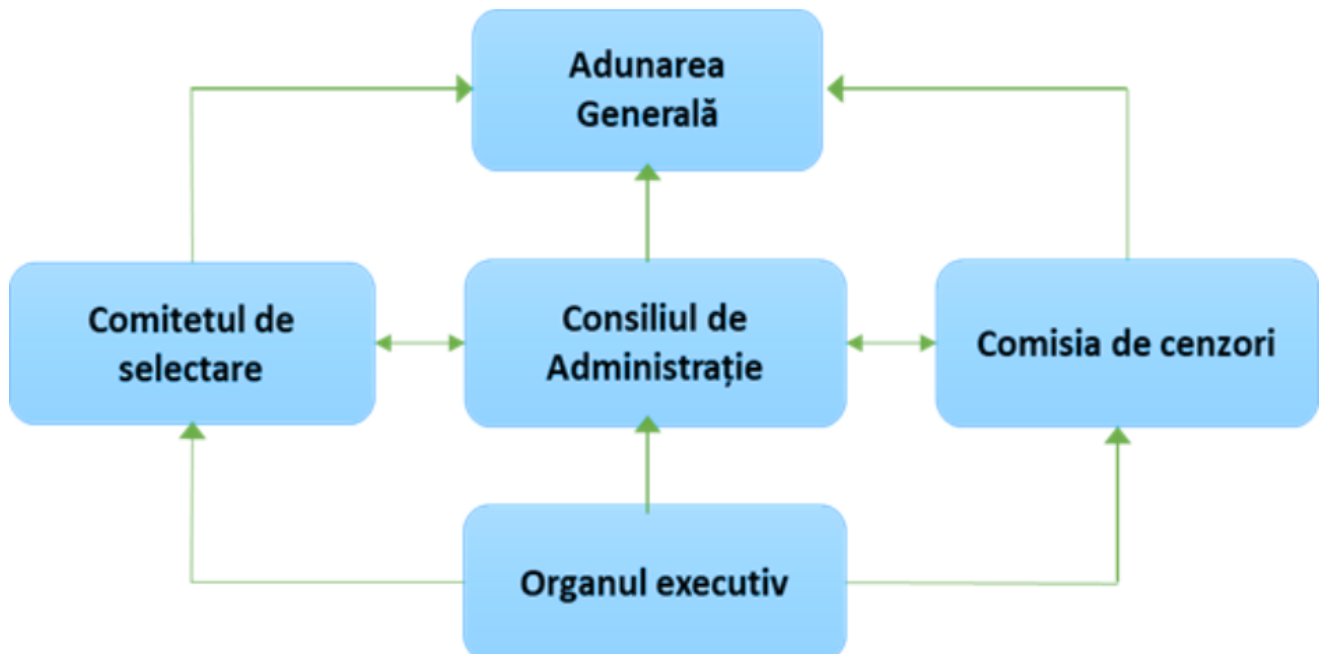 Adunarea
Generală
Comitetul de
selectare
Consiliul de
Administrație
Comisia de cenzori
Organul executiv